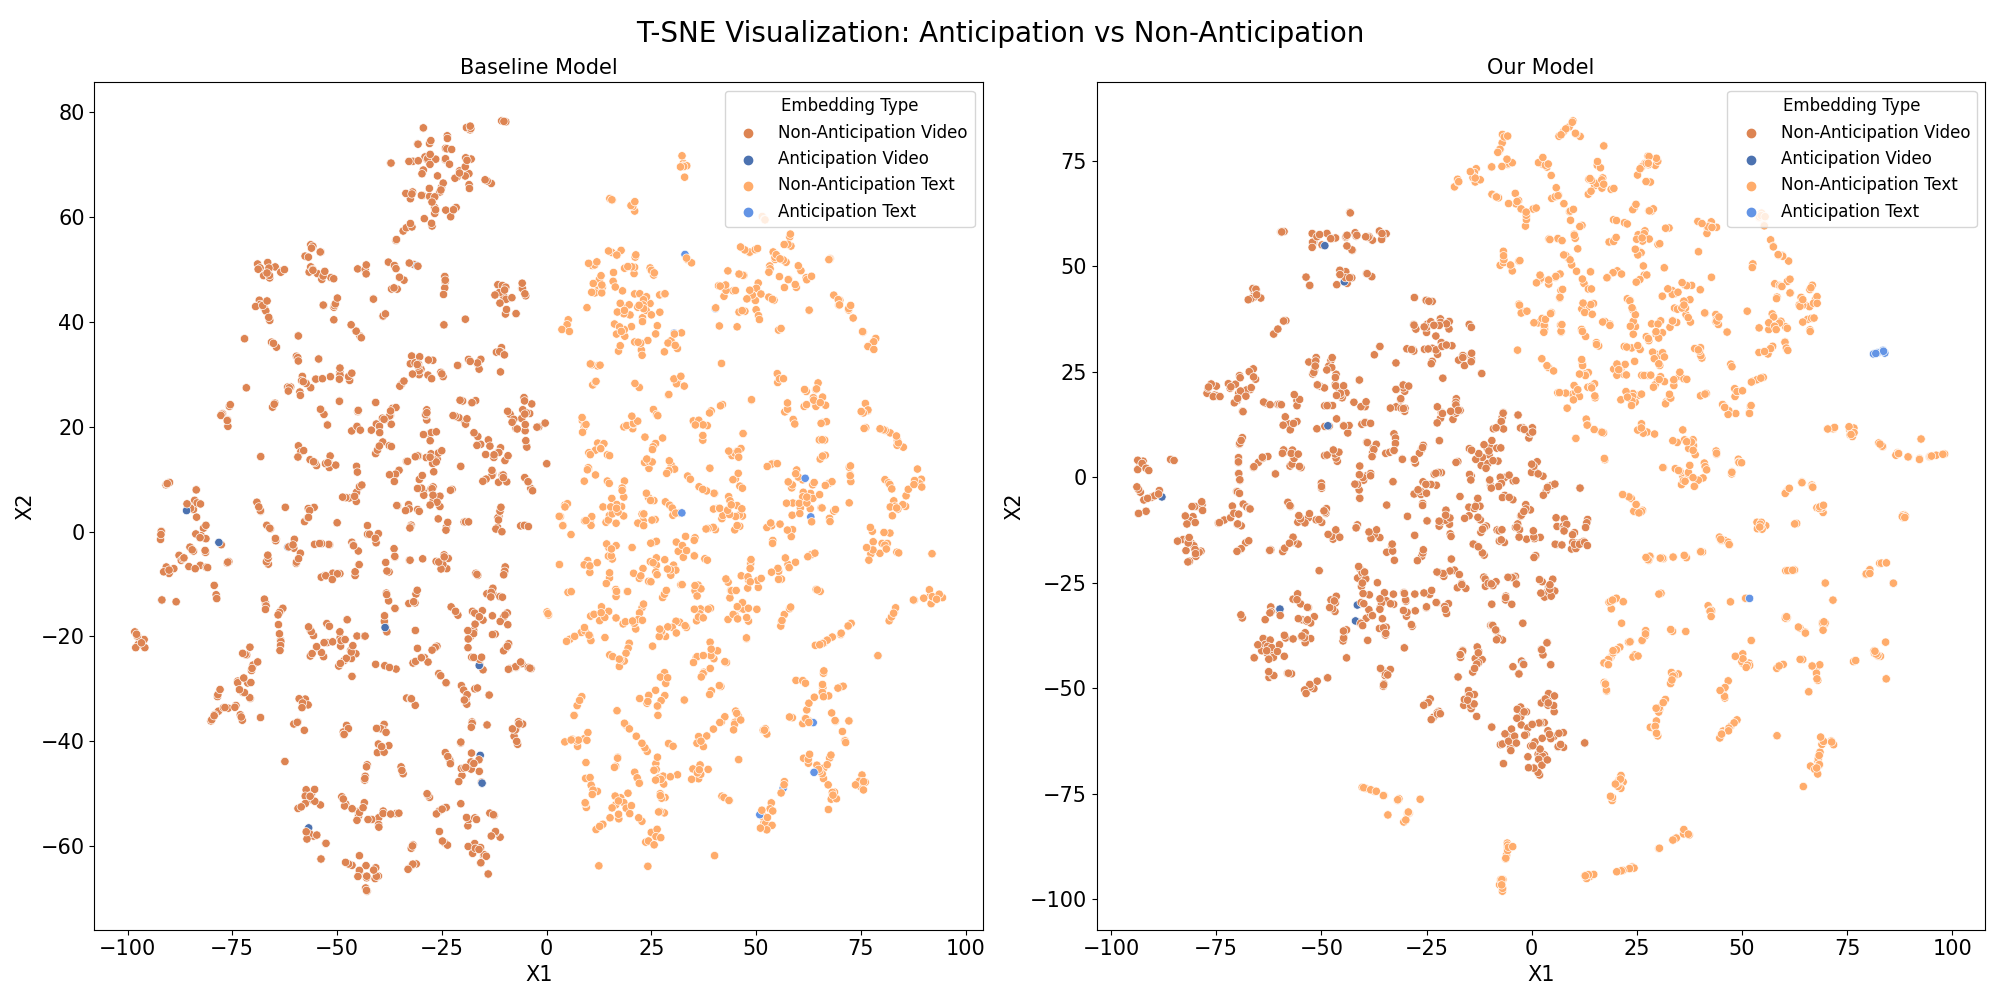 T-SNE Visualization: Anticipation vs Non-Anticipation
Baseline Model
Embedding Type
Non-Anticipation Video
Anticipation Video
Non-Anticipation Text
Anticipation Text
80
60
40
20
0
−20
−40
−60
X2
−100
−75
−50
−25
0
25
50
75
100
X1
Our Model
Embedding Type
Non-Anticipation Video
Anticipation Video
Non-Anticipation Text
Anticipation Text
75
50
25
0
−25
−50
−75
−100
X2
−100
−75
−50
−25
0
25
50
75
100
X1